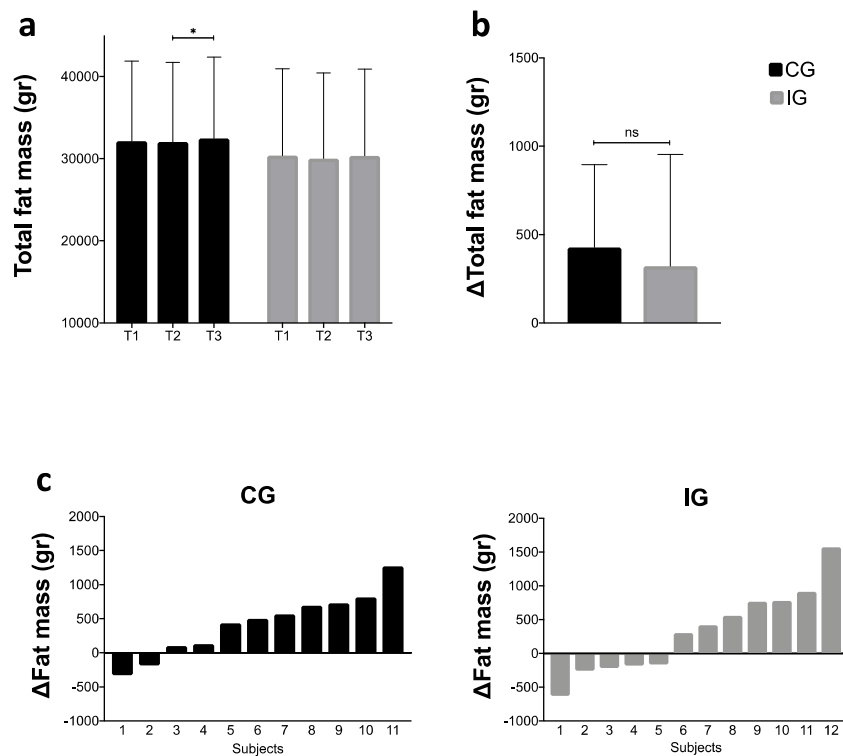 a
*
Total fat mass (gr)
40000
30000
20000
10000
T1 T2 T3 T1 T2 T3
b
CG
IG
ns
ΔTotal fat mass (gr)
1500
1000
500
0
c
CG
ΔFat mass (gr)
2000
1500
1000
500
0
-500
-1000
1 2 3 4 5 6 7 8 9 10 11
Subjects
IG
ΔFat mass (gr)
2000
1500
1000
500
0
-500
-1000
1 2 3 4 5 6 7 8 9 10 11 12
Subjects